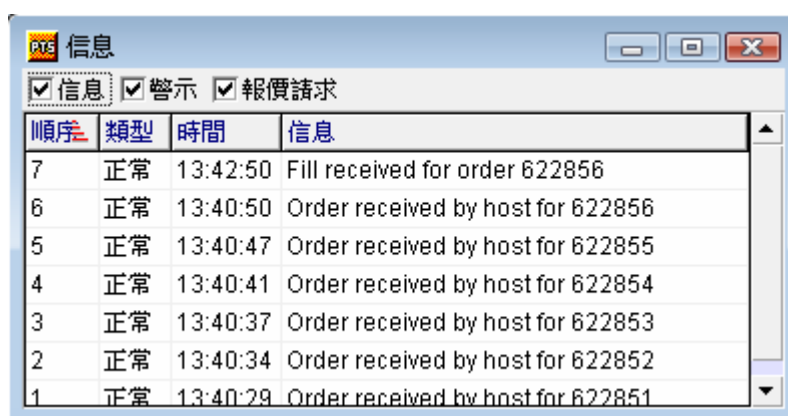 PTS 信息
信息 警示 報價請求
順序 類型 時間 信息
7 正常 13:42:50 Fill received for order 622856
6 正常 13:40:50 Order received by host for 622856
5 正常 13:40:47 Order received by host for 622855
4 正常 13:40:41 Order received by host for 622854
3 正常 13:40:37 Order received by host for 622853
2 正常 13:40:34 Order received by host for 622852
1 正常 13:40:29 Order received by host for 622851